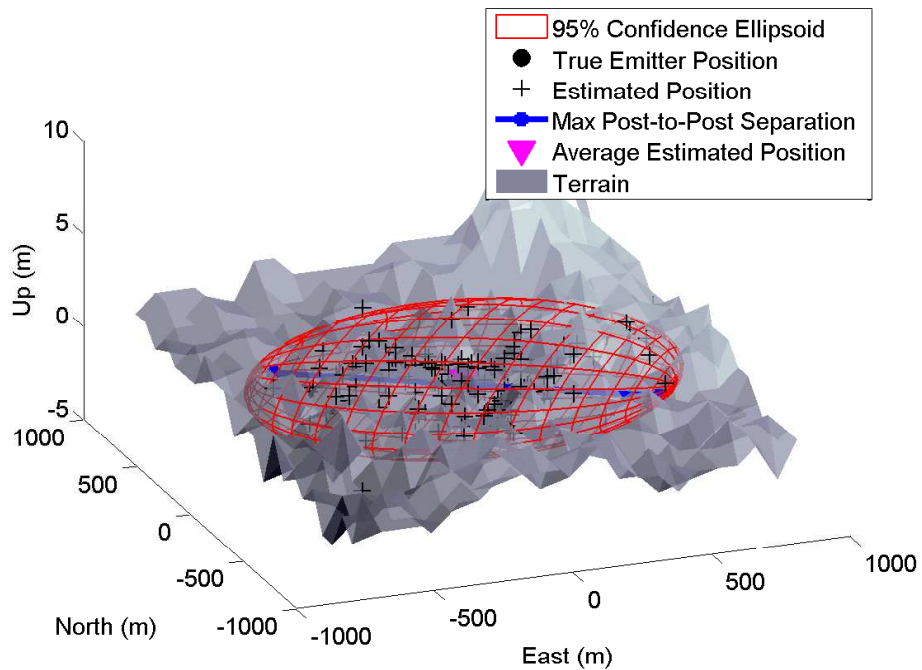 95% Confidence Ellipsoid
True Emitter Position
Estimated Position
Max Post-to-Post Separation
Average Estimated Position
Terrain
10
5
0
-5
Up (m)
1000
500
0
-500
-1000
North (m)
-1000
-500
0
500
1000
East (m)